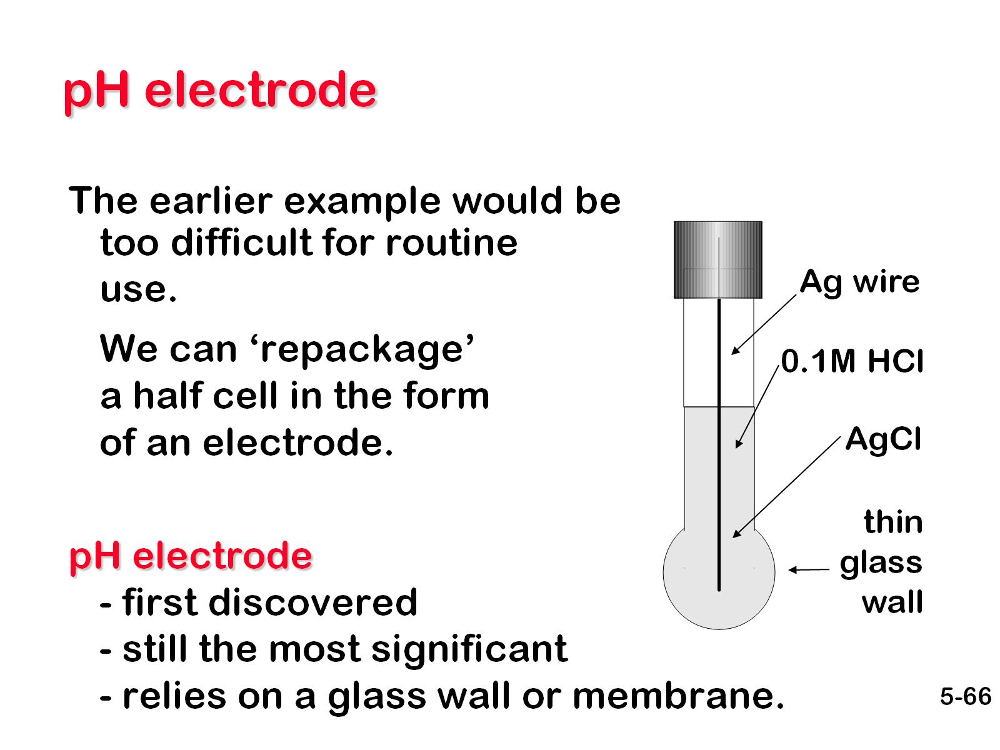 pH electrode
The earlier example would be
too difficult for routine
use.
We can ‘repackage’
a half cell in the form
of an electrode.
Ag wire
0.1M HCl
AgCl
thin
glass
wall
pH electrode
- first discovered
- still the most significant
- relies on a glass wall or membrane.
5-66